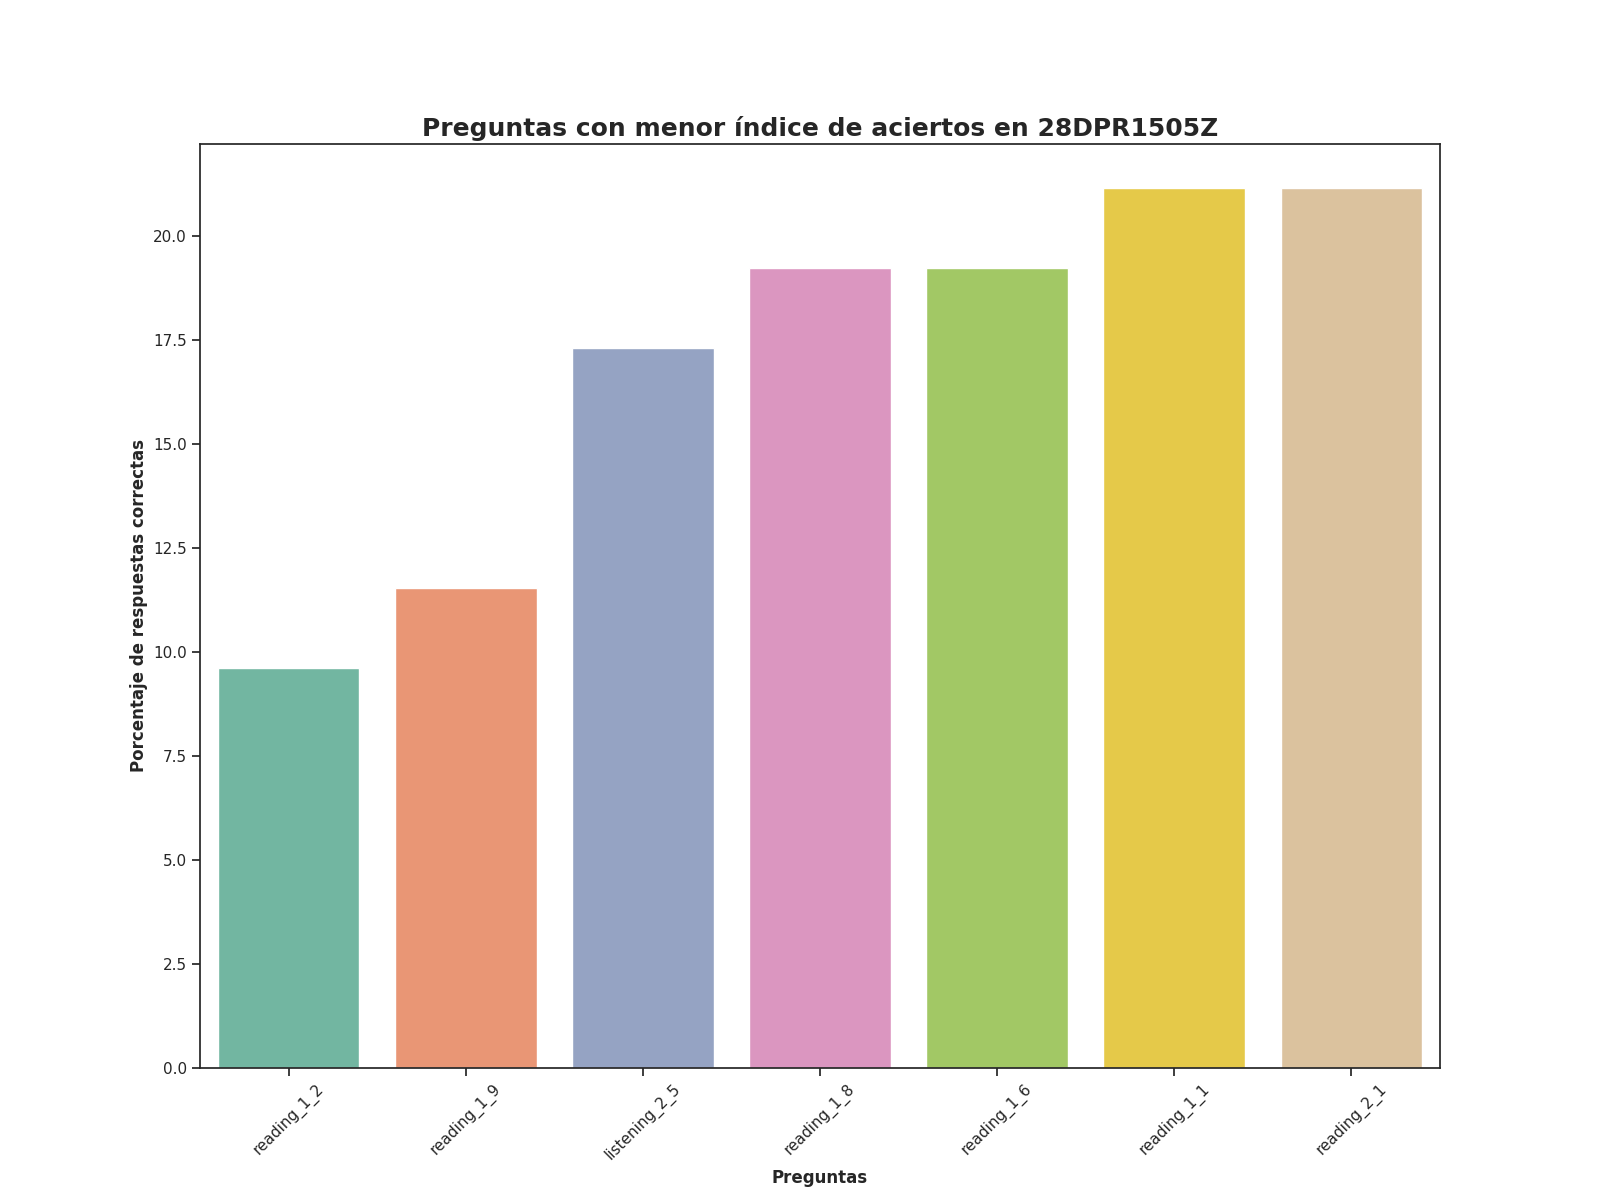 Preguntas con menor índice de aciertos en 28DPR1505Z
Porcentaje de respuestas correctas
20.0
17.5
15.0
12.5
10.0
7.5
5.0
2.5
0.0
reading_1_2
reading_1_9
listening_2_5
reading_1_8
reading_1_6
reading_1_1
reading_2_1
Preguntas